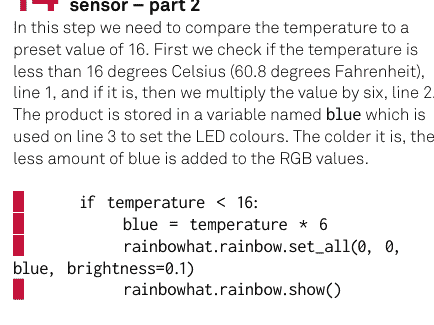 14 sensor – part 2
In this step we need to compare the temperature to a
preset value of 16. First we check if the temperature is
less than 16 degrees Celsius (60.8 degrees Fahrenheit),
line 1, and if it is, then we multiply the value by six, line 2.
The product is stored in a variable named blue which is
used on line 3 to set the LED colours. The colder it is, the
less amount of blue is added to the RGB values.
if temperature < 16:
blue = temperature * 6
rainbowhat.rainbow.set_all(0, 0,
blue, brightness=0.1)
rainbowhat.rainbow.show()